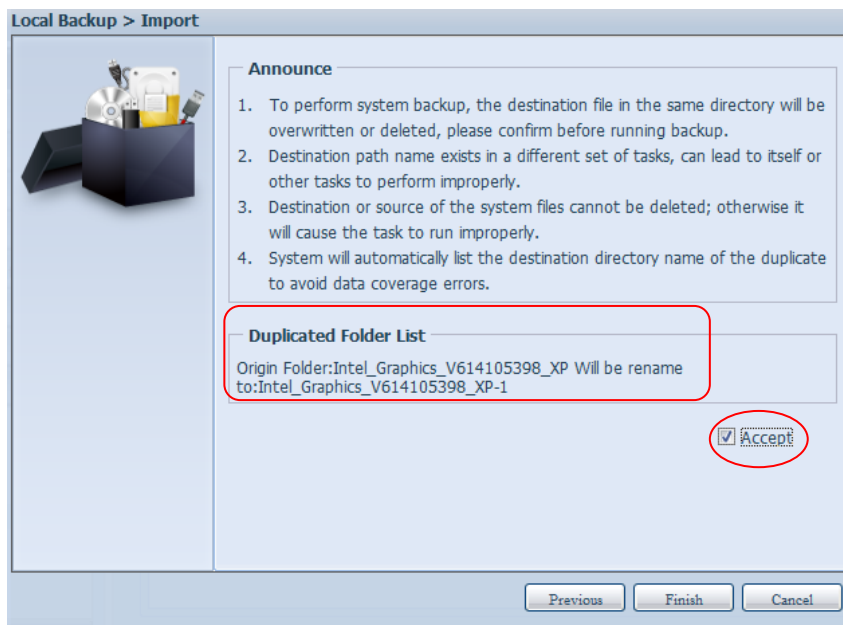 Local Backup > Import
Announce
1. To perform system backup, the destination file in the same directory will be
overwritten or deleted, please confirm before running backup.
2. Destination path name exists in a different set of tasks, can lead to itself or
other tasks to perform improperly.
3. Destination or source of the system files cannot be deleted; otherwise it
will cause the task to run improperly.
4. System will automatically list the destination directory name of the duplicate
to avoid data coverage errors.
Duplicated Folder List
Origin Folder:Intel_Graphics_V614105398_XP Will be rename
to:Intel_Graphics_V614105398_XP-1
Accept
Previous Finish Cancel